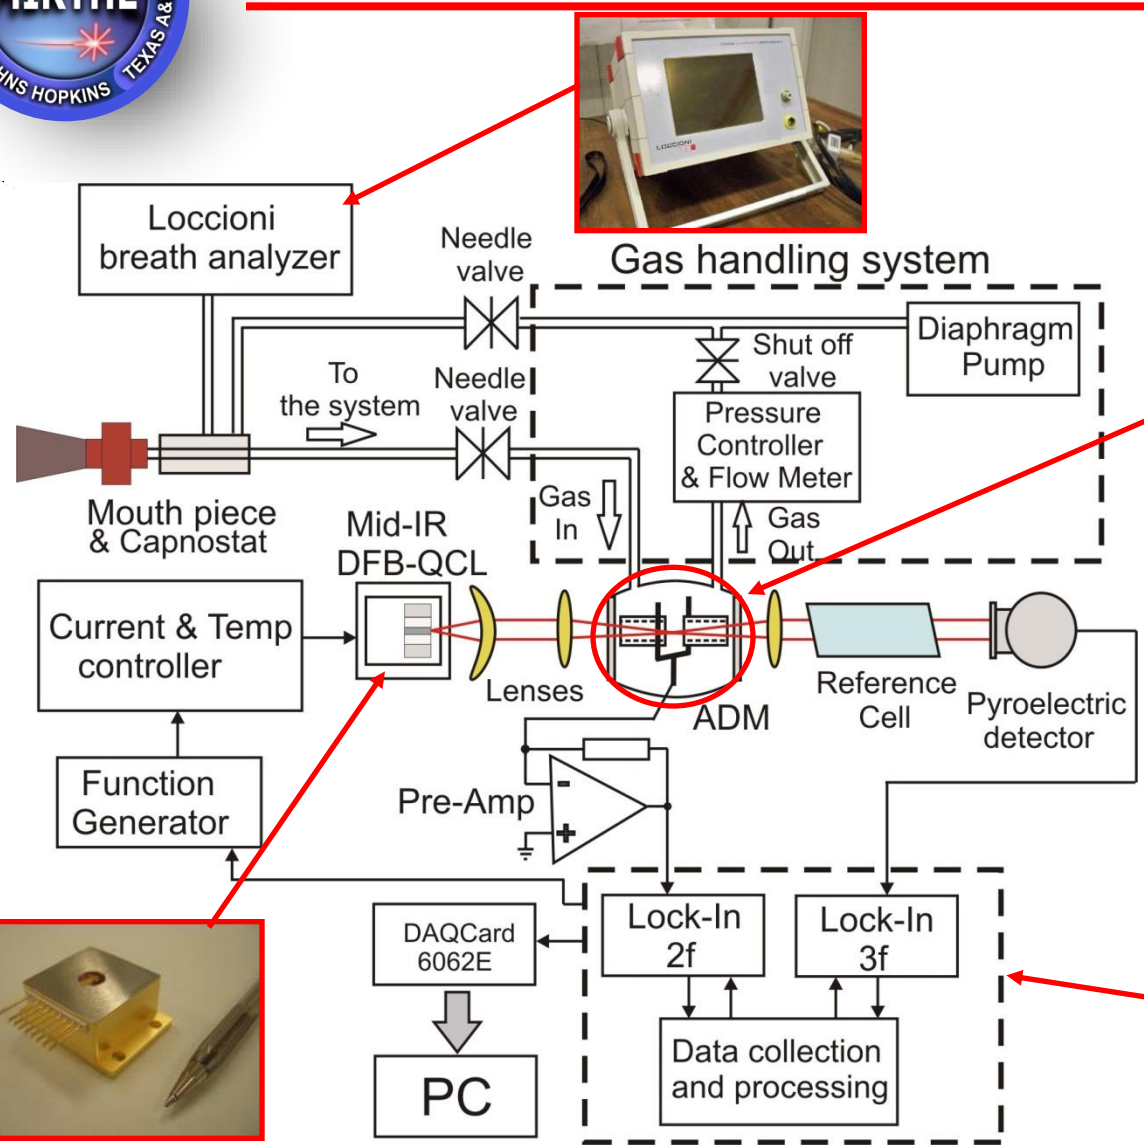 JOHNS HOPKINS
TEXAS A&
LOCCIONI
Loccioni
breath analyzer
Needle
valve
Gas handling system
Diaphragm
Pump
Shut off
valve
To
the system
Needle
valve
Pressure
Controller
& Flow Meter
Gas
In
Gas
Out
Mouth piece
& Capnostat
Mid-IR
DFB-QCL
Current & Temp
controller
Lenses
ADM
Reference
Cell
Pyroelectric
detector
Function
Generator
Pre-Amp
-
+
Lock-In
2f
Lock-In
3f
DAQCard
6062E
Data collection
and processing
PC